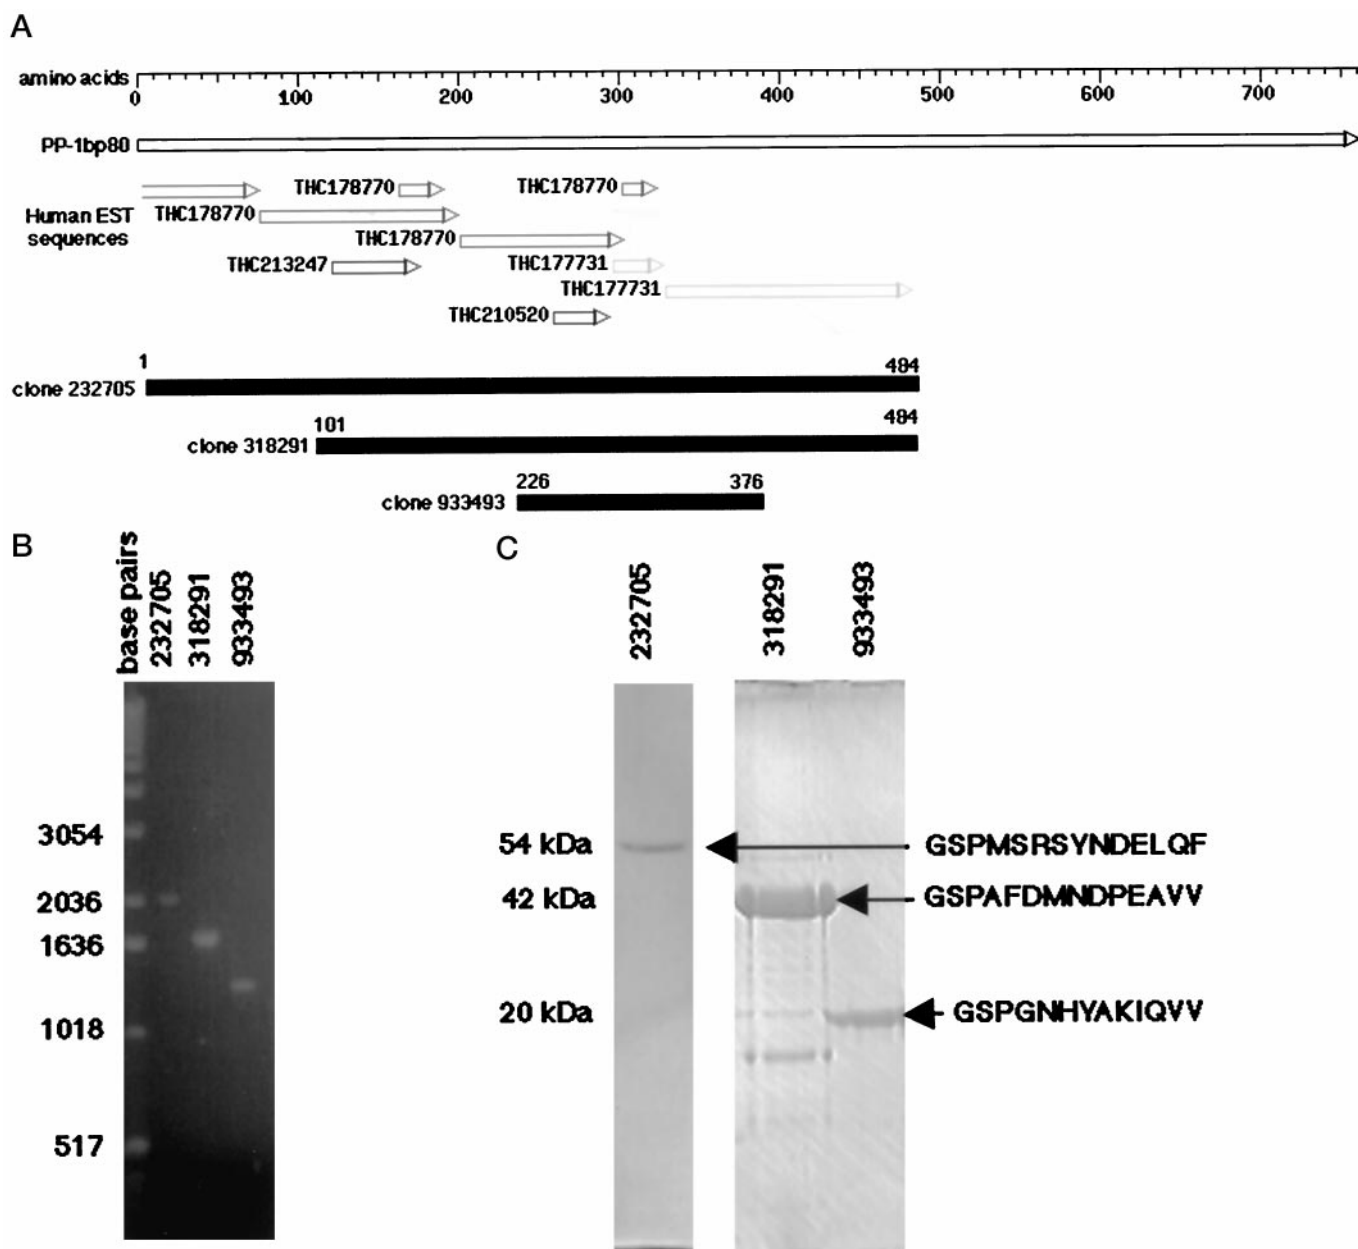 A
amino acids
0 100 200 300 400 500 600 700
PP-1bp80
THC178770 THC178770
Human EST sequences
THC178770
THC178770
THC213247 THC177731
THC177731
THC210520
1 484
clone 232705
101 484
clone 318291
226 376
clone 933493
B
base pairs
232705
318291
933493
3054
2036
1636
1018
517
C
232705
318291
933493
54 kDa GSPMSRSYNDELQF
42 kDa GSPAFDMNDPEAVV
20 kDa GSPGNHYAKIQVV